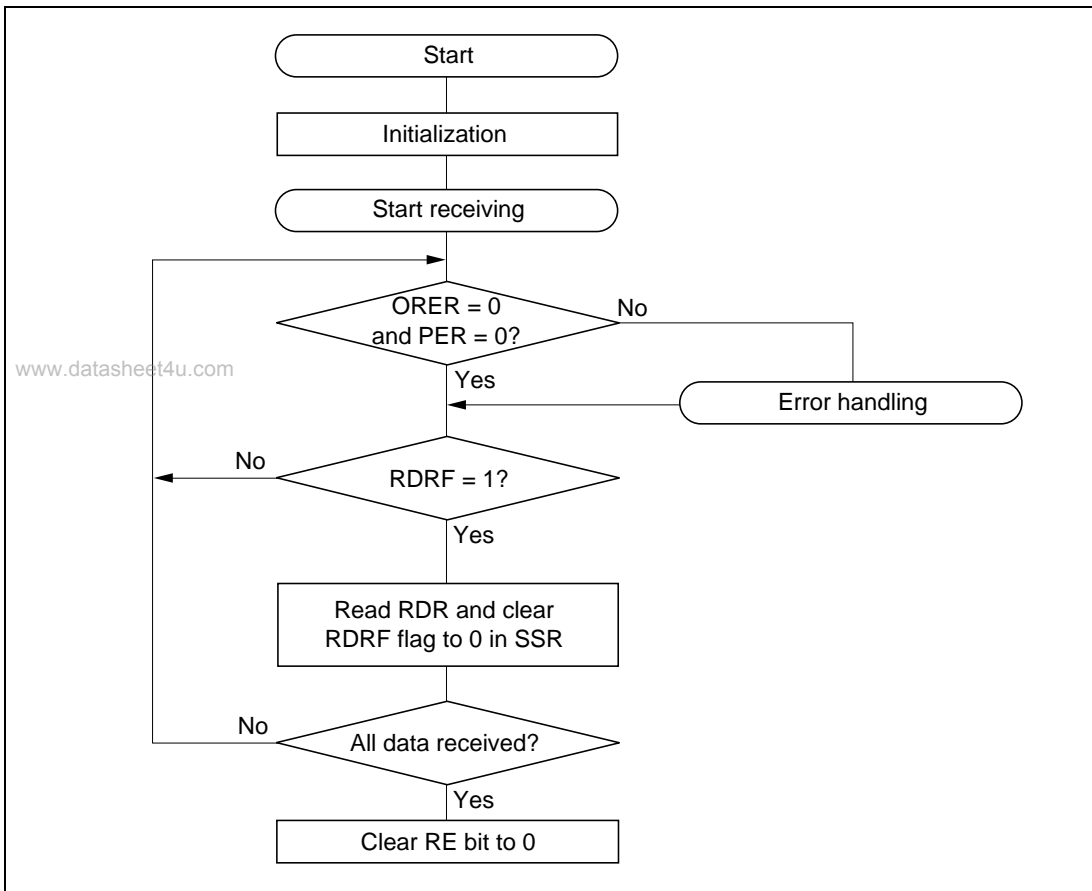 Start
Initialization
Start receiving
ORER = 0
and PER = 0?
No
www.datasheet4u.com
Yes
Error handling
No
RDRF = 1?
Yes
Read RDR and clear
RDRF flag to 0 in SSR
No
All data received?
Yes
Clear RE bit to 0